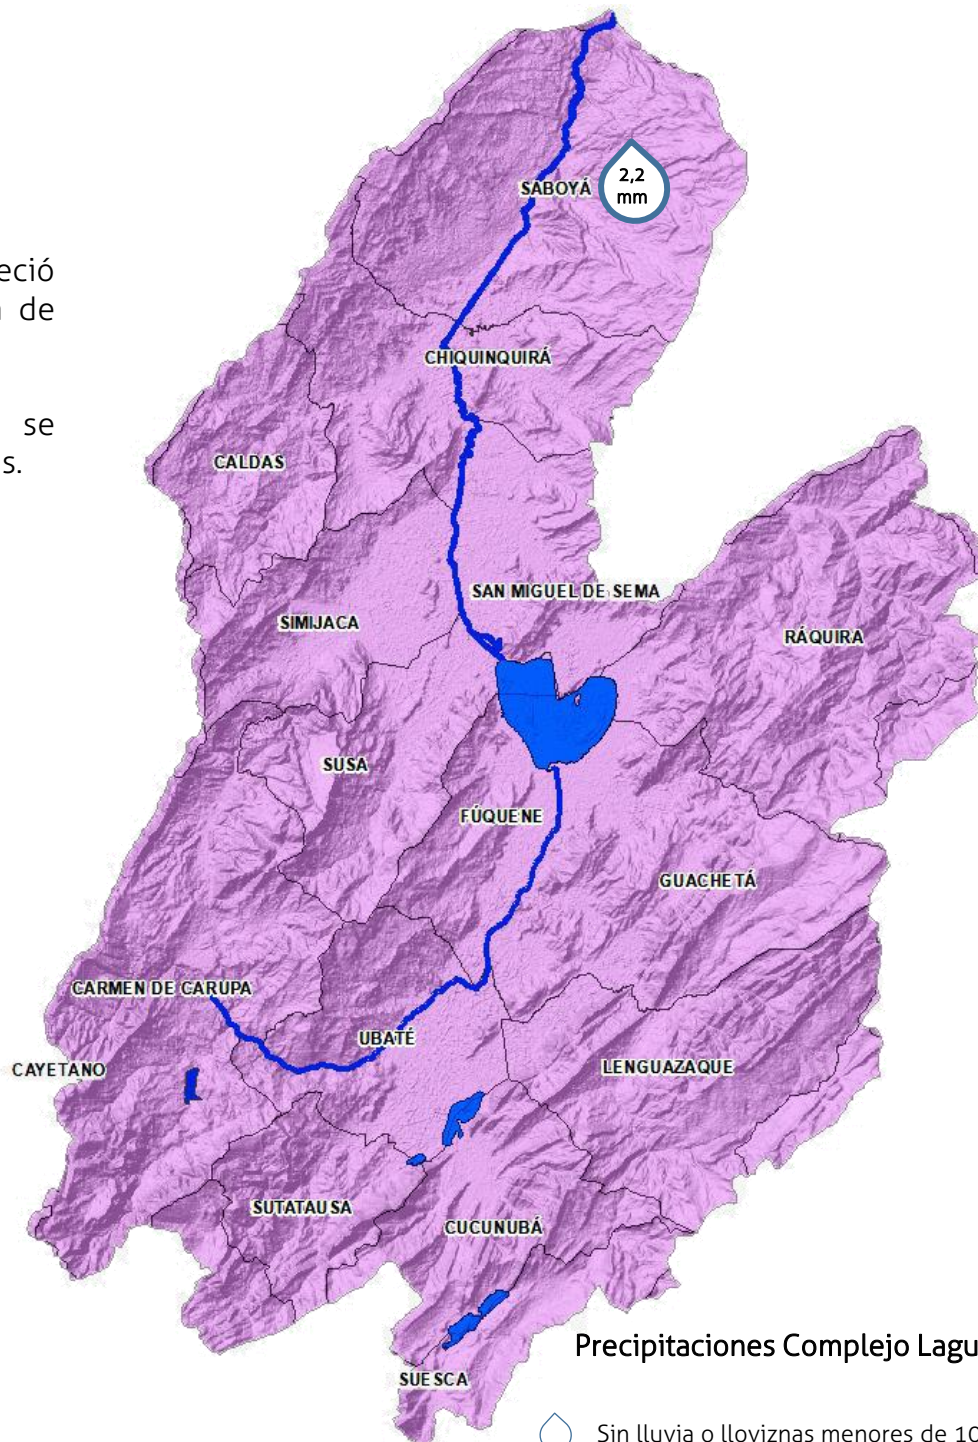 2,2
mm
SABOYÁ
eció
de
CHIQUINQUIRÁ
se
s.
CALDAS
SAN MIGUEL DE SEMA
SIMIJACA
RÁQUIRA
SUSA
FÚQUENE
GUACHETÁ
CARMEN DE CARUPA
UBATÉ
CAYETANO
LENGUAZAQUE
SUTATAUSA
CUCUNUBÁ
Precipitaciones Complejo Lagu
SUESCA
Sin lluvia o lloviznas menores de 10